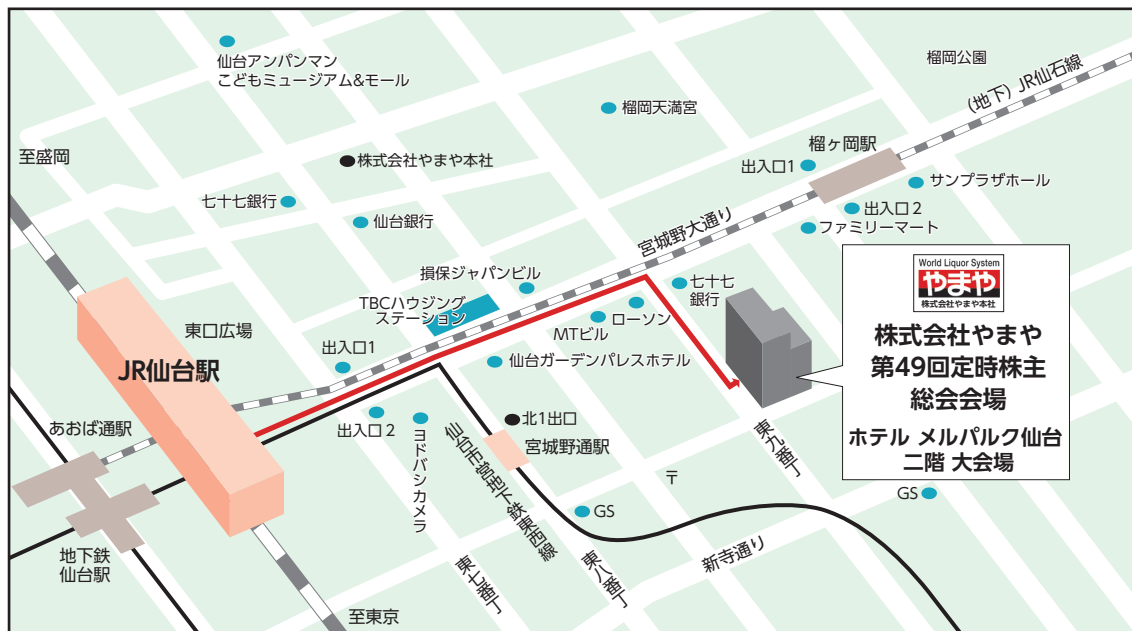 仙台アンパンマン
こどもミュージアム&モール
榴岡公園
(地下) JR仙石線
榴岡天満宮
至盛岡
株式会社やまや本社
榴ヶ岡駅
出入口1
サンプラザホール
七十七銀行
仙台銀行
出入口2
ファミリーマート
宮城野大通り
損保ジャパンビル
TBCハウジング
ステーション
七十七
銀行
ローソン
MTビル
World Liquor System
やまや
株式会社やまや本社
株式会社やまや
第49回定時株主
総会会場
ホテル メルパルク仙台
二階 大会場
東口広場
JR仙台駅
出入口1
仙台ガーデンパレスホテル
出入口2
ヨドバシカメラ
北1出口
宮城野通駅
仙台市営地下鉄東西線
あおば通駅
東九番丁
〒
GS
GS
新寺通り
地下鉄
仙台駅
東七番丁
東八番丁
至東京